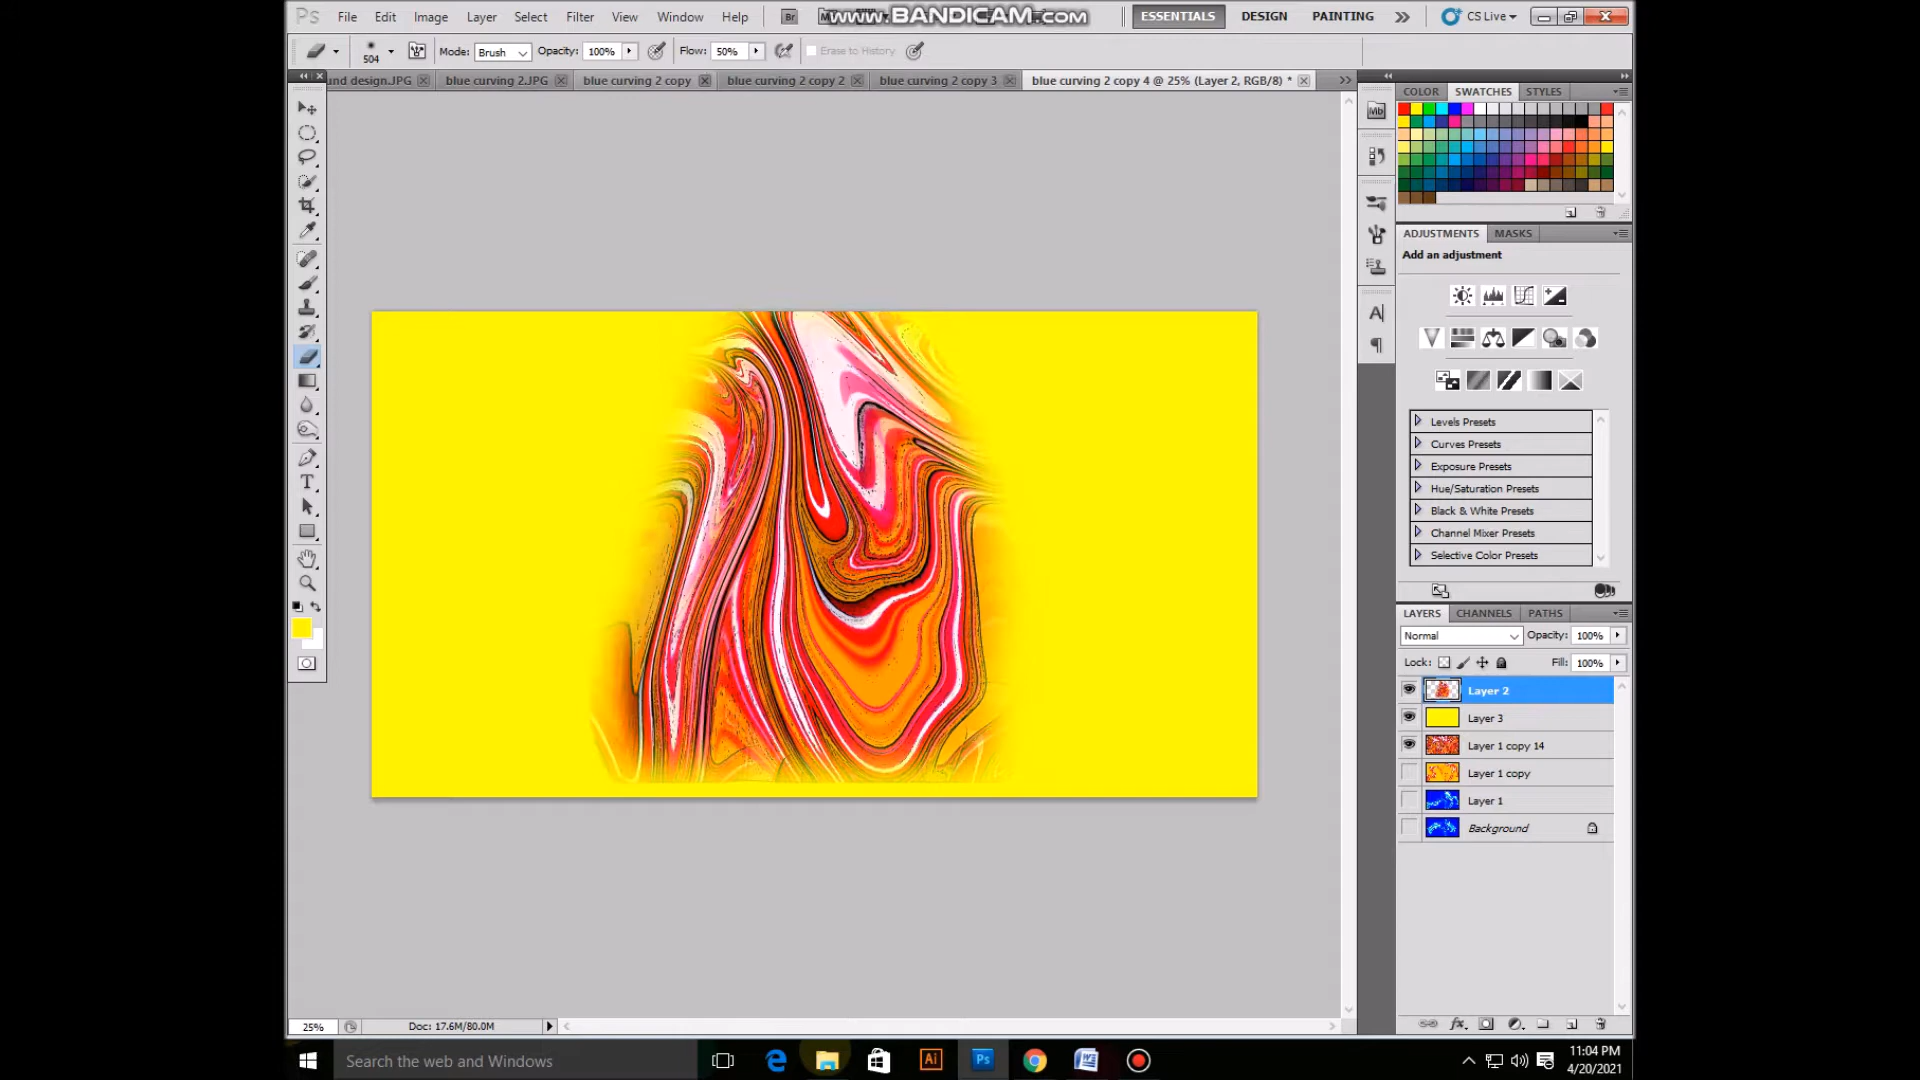 Ps File Edit Image Layer Select Filter View Window Help Br www.BANDICAM.com ESSENTIALS DESIGN PAINTING CS Live
504 Mode: Brush Opacity: 100% Flow: 50% Erase to History
und design.JPG blue curving 2.JPG blue curving 2 copy blue curving 2 copy 2 blue curving 2 copy 3 blue curving 2 copy 4 @ 25% (Layer 2, RGB/8) *
COLOR SWATCHES STYLES
Mb
ADJUSTMENTS MASKS
Add an adjustment
Levels Presets
Curves Presets
Exposure Presets
Hue/Saturation Presets
Black & White Presets
Channel Mixer Presets
Selective Color Presets
LAYERS CHANNELS PATHS
Normal Opacity: 100%
Lock: Fill: 100%
Layer 2
Layer 3
Layer 1 copy 14
Layer 1 copy
Layer 1
Background
25% Doc: 17.6M/80.0M
Search the web and Windows Ai Ps 11:04 PM
4/20/2021